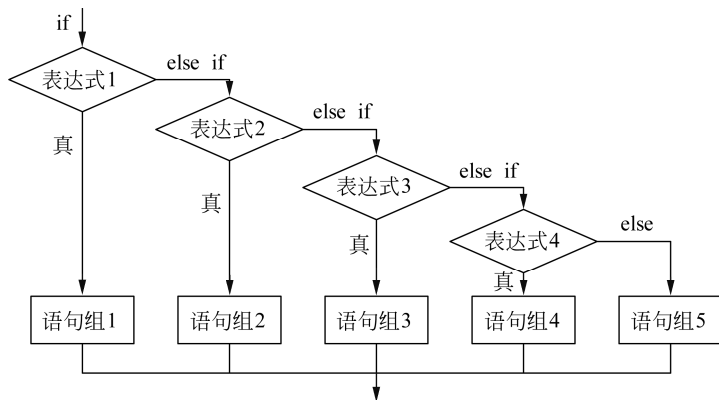 if
表达式1
else if
真
表达式2
else if
真
表达式3
else if
真
表达式4
else
真
语句组1
语句组2
语句组3
语句组4
语句组5